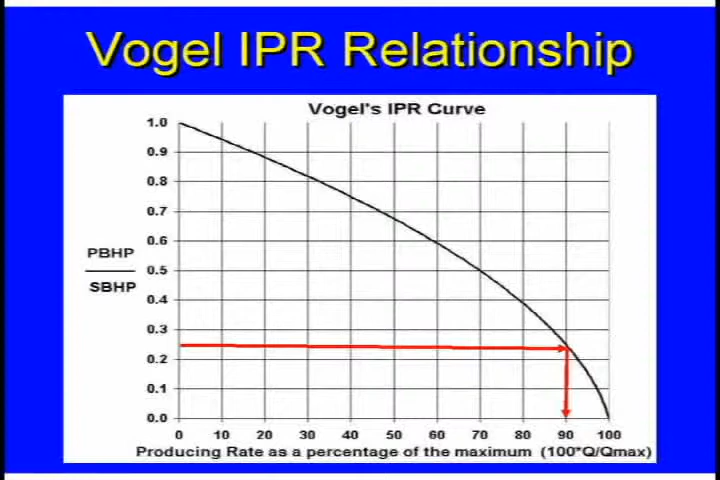 Vogel IPR Relationship
Vogel's IPR Curve
1.0
0.9
0.8
0.7
0.6
PBHP
SBHP
0.5
0.4
0.3
0.2
0.1
0.0
0 10 20 30 40 50 60 70 80 90 100
Producing Rate as a percentage of the maximum (100*Q/Qmax)